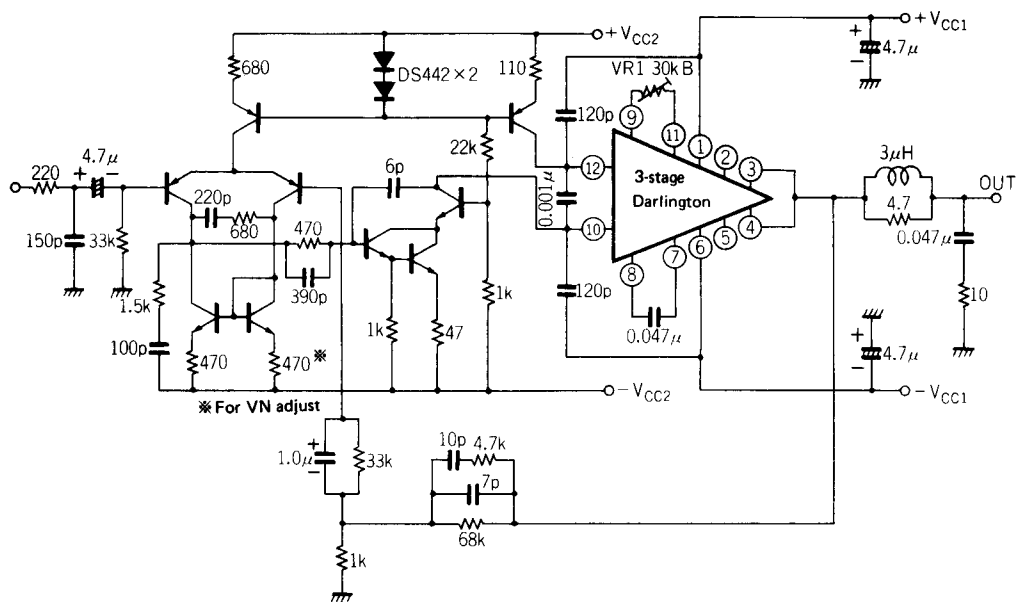 +VCC1
+VCC2
+
4.7μ
−
680
DS442×2
110
VR1 30kB
120p
9
11
1
2
3
22k
4.7μ
+
−
220
6p
12
3-stage
Darlington
0.001μ
3μH
OUT
4.7
220p
680
150p
33k
470
10
4
5
6
7
8
0.047μ
390p
120p
1.5k
1k
10
0.047μ
100p
470
470
※
1k
47
+
4.7μ
−
−VCC2
−VCC1
※For VN adjust
10p
4.7k
1.0μ
+
−
33k
7p
68k
1k